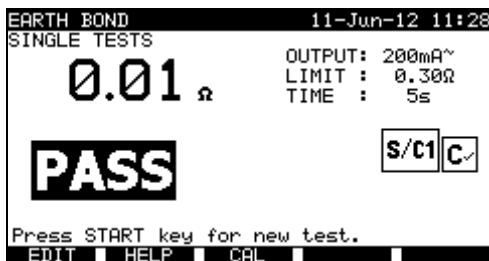 EARTH BOND 11-Jun-12 11:28
SINGLE TESTS
0.01 Ω
OUTPUT: 200mA~
LIMIT : 0.30Ω
TIME : 5s
PASS
S/C1 C✓
Press START key for new test.
EDIT HELP CAL